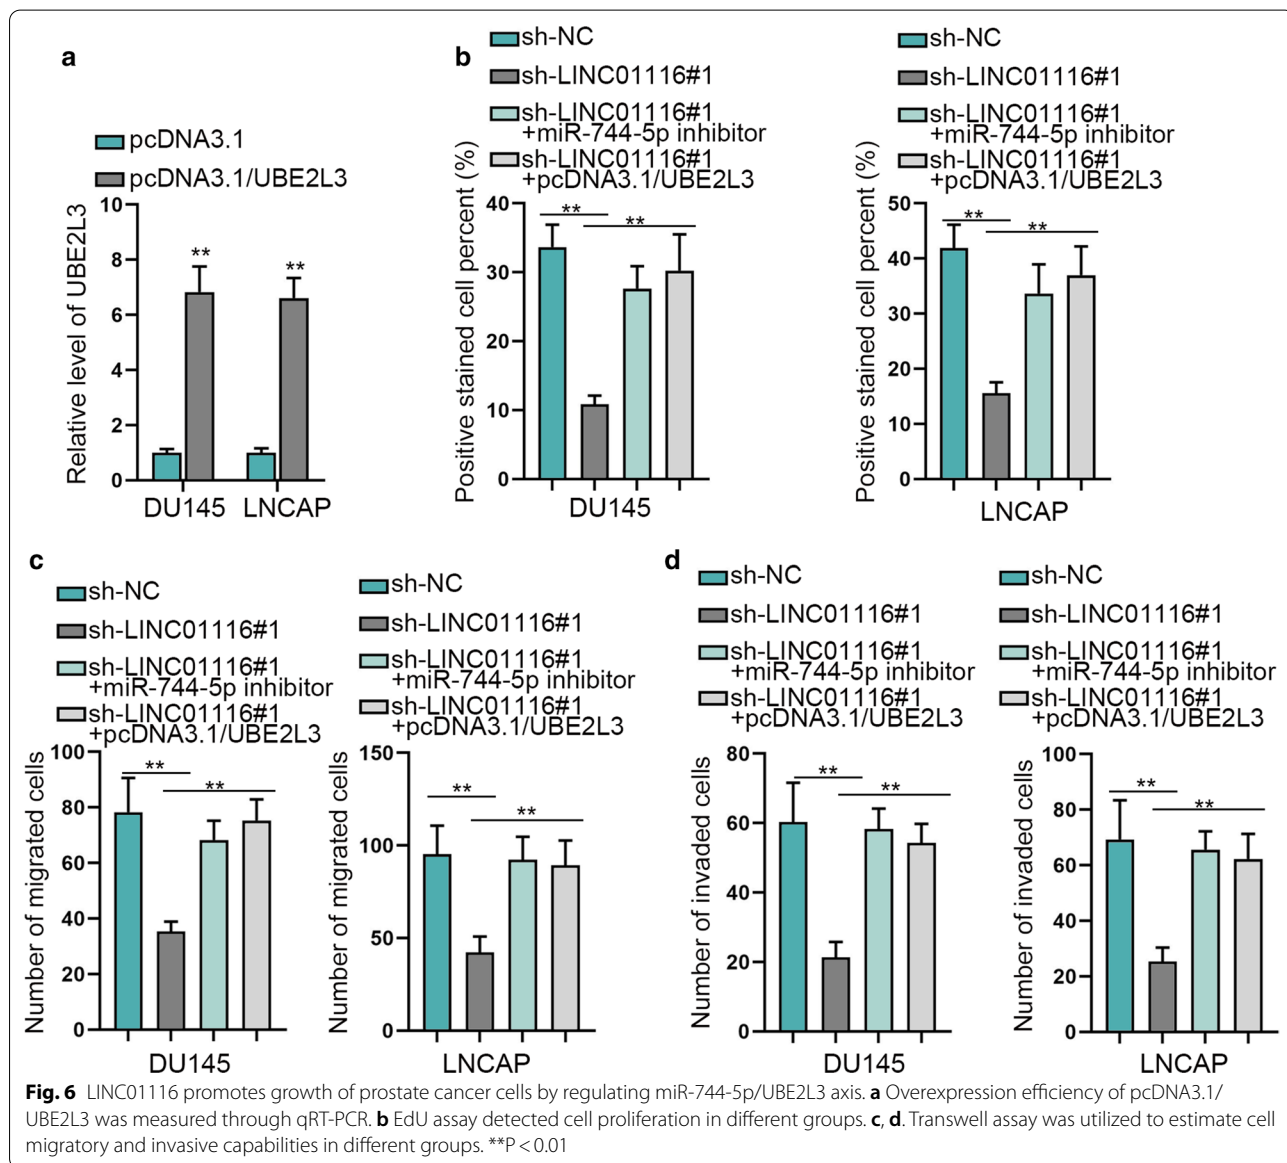 a
pcDNA3.1
pcDNA3.1/UBE2L3
Relative level of UBE2L3
10
8
6
4
2
0
**
**
DU145
LNCAP
b
sh-NC
sh-LINC01116#1
sh-LINC01116#1
+miR-744-5p inhibitor
sh-LINC01116#1
+pcDNA3.1/UBE2L3
Positive stained cell percent (%)
40
30
20
10
0
**
**
DU145
sh-NC
sh-LINC01116#1
sh-LINC01116#1
+miR-744-5p inhibitor
sh-LINC01116#1
+pcDNA3.1/UBE2L3
Positive stained cell percent (%)
50
40
30
20
10
0
**
**
LNCAP
c
sh-NC
sh-LINC01116#1
sh-LINC01116#1
+miR-744-5p inhibitor
sh-LINC01116#1
+pcDNA3.1/UBE2L3
Number of migrated cells
100
80
60
40
20
0
**
**
DU145
sh-NC
sh-LINC01116#1
sh-LINC01116#1
+miR-744-5p inhibitor
sh-LINC01116#1
+pcDNA3.1/UBE2L3
Number of migrated cells
150
100
50
0
**
**
LNCAP
d
sh-NC
sh-LINC01116#1
sh-LINC01116#1
+miR-744-5p inhibitor
sh-LINC01116#1
+pcDNA3.1/UBE2L3
Number of invaded cells
80
60
40
20
0
**
**
DU145
sh-NC
sh-LINC01116#1
sh-LINC01116#1
+miR-744-5p inhibitor
sh-LINC01116#1
+pcDNA3.1/UBE2L3
Number of invaded cells
100
80
60
40
20
0
**
**
LNCAP
Fig. 6 LINC01116 promotes growth of prostate cancer cells by regulating miR-744-5p/UBE2L3 axis. a Overexpression efficiency of pcDNA3.1/
UBE2L3 was measured through qRT-PCR. b EdU assay detected cell proliferation in different groups. c, d. Transwell assay was utilized to estimate cell
migratory and invasive capabilities in different groups. **P < 0.01